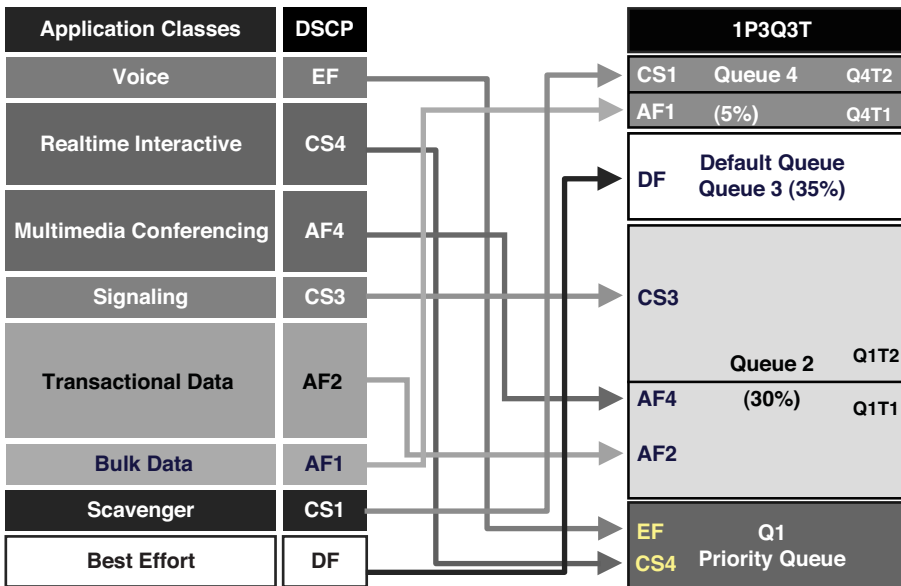 Application Classes DSCP
Voice EF
Realtime Interactive CS4
Multimedia Conferencing AF4
Signaling CS3
Transactional Data AF2
Bulk Data AF1
Scavenger CS1
Best Effort DF
1P3Q3T
CS1 Queue 4 Q4T2
AF1 (5%) Q4T1
Default Queue
DF Queue 3 (35%)
CS3
Queue 2 Q1T2
AF4 (30%) Q1T1
AF2
EF Q1
CS4 Priority Queue